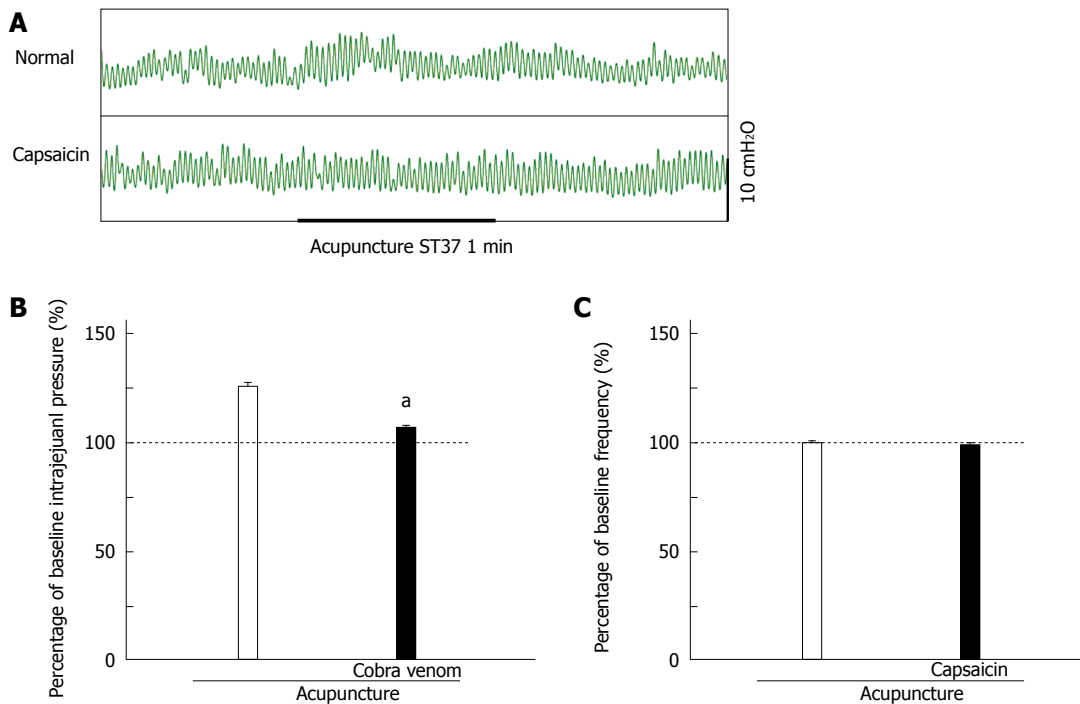 A
Normal
Capsaicin
10 cmH₂O
Acupuncture ST37 1 min
B
Percentage of baseline intrajejuanl pressure (%)
150
100
50
0
a
Cobra venom
Acupuncture
C
Percentage of baseline frequency (%)
150
100
50
0
Capsaicin
Acupuncture